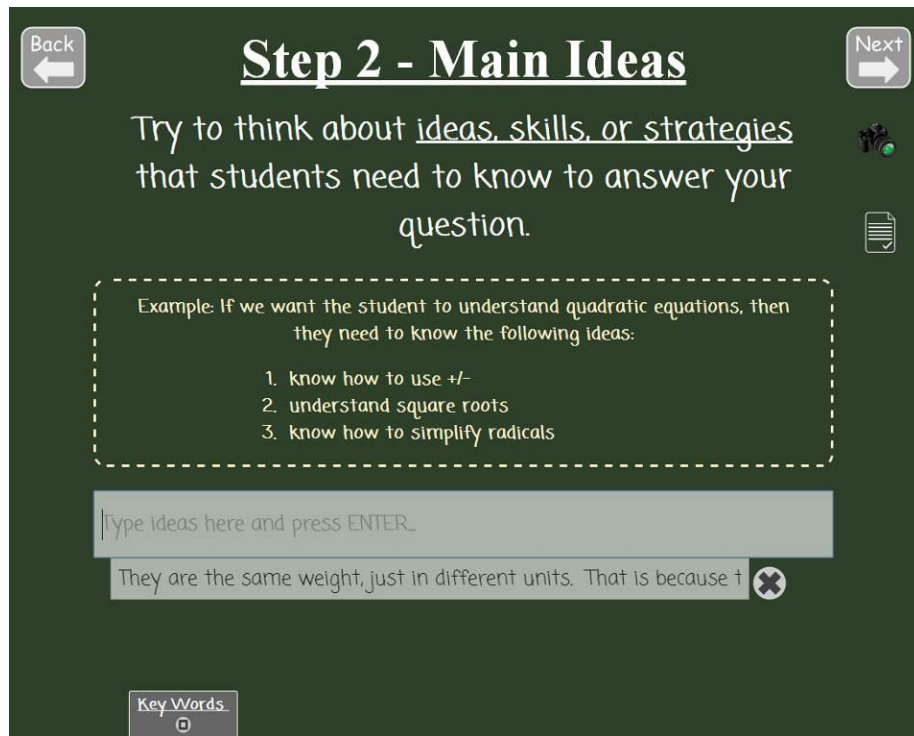 Back
Step 2 - Main Ideas
Next
Try to think about ideas, skills, or strategies
that students need to know to answer your
question.
Example: If we want the student to understand quadratic equations, then
they need to know the following ideas:
1. know how to use +/-
2. understand square roots
3. know how to simplify radicals
Type ideas here and press ENTER...
They are the same weight, just in different units. That is because t
Key Words